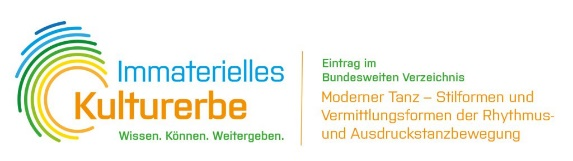 Immaterielles
Kulturerbe
Wissen. Können. Weitergeben.
Eintrag im
Bundesweiten Verzeichnis
Moderner Tanz – Stilformen und
Vermittlungsformen der Rhythmus-
und Ausdruckstanzbewegung